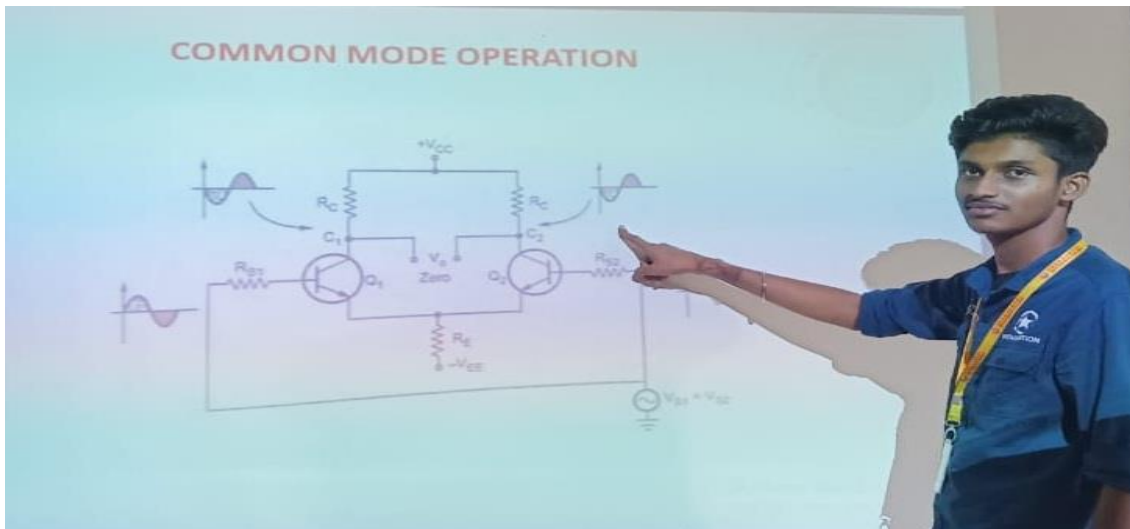 COMMON MODE OPERATION
+VCC
RC
RC
C1
C2
Vo
Zero
RS1
Q1
Q2
RS2
RE
-VEE
VS1 = VS2